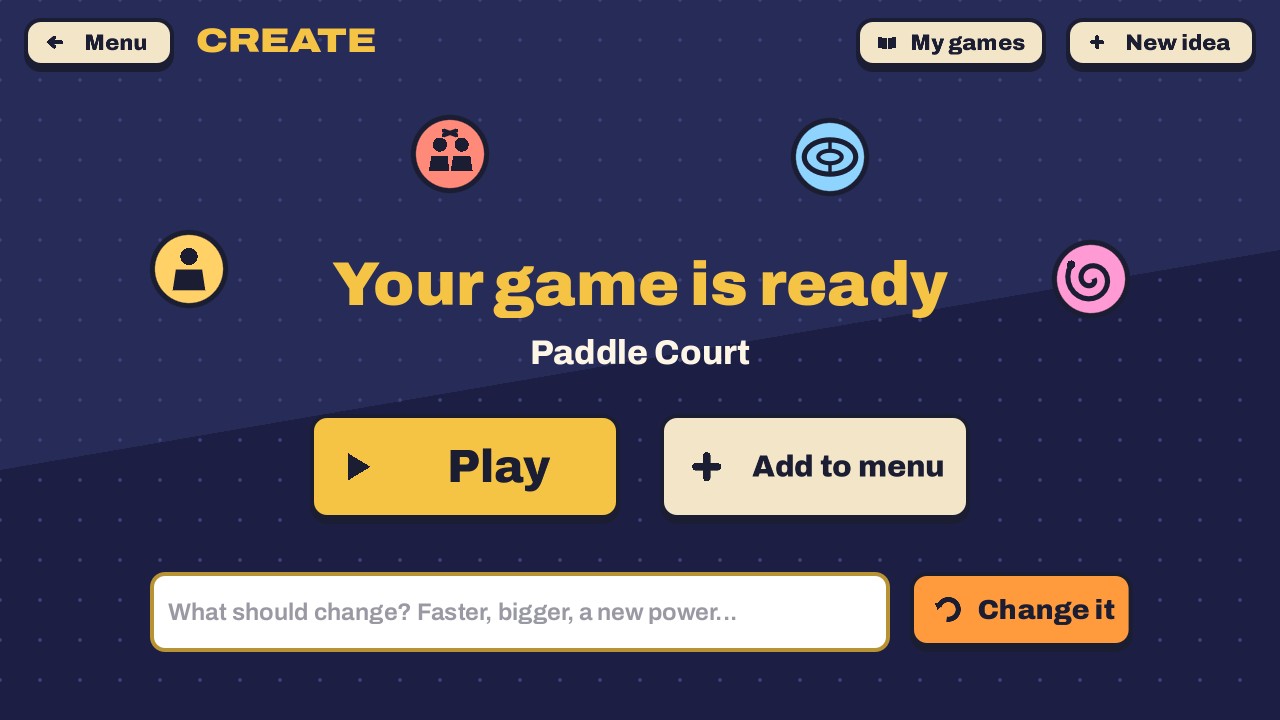 Menu
CREATE
My games
New idea
Your game is ready
Paddle Court
Play
Add to menu
What should change? Faster, bigger, a new power...
Change it